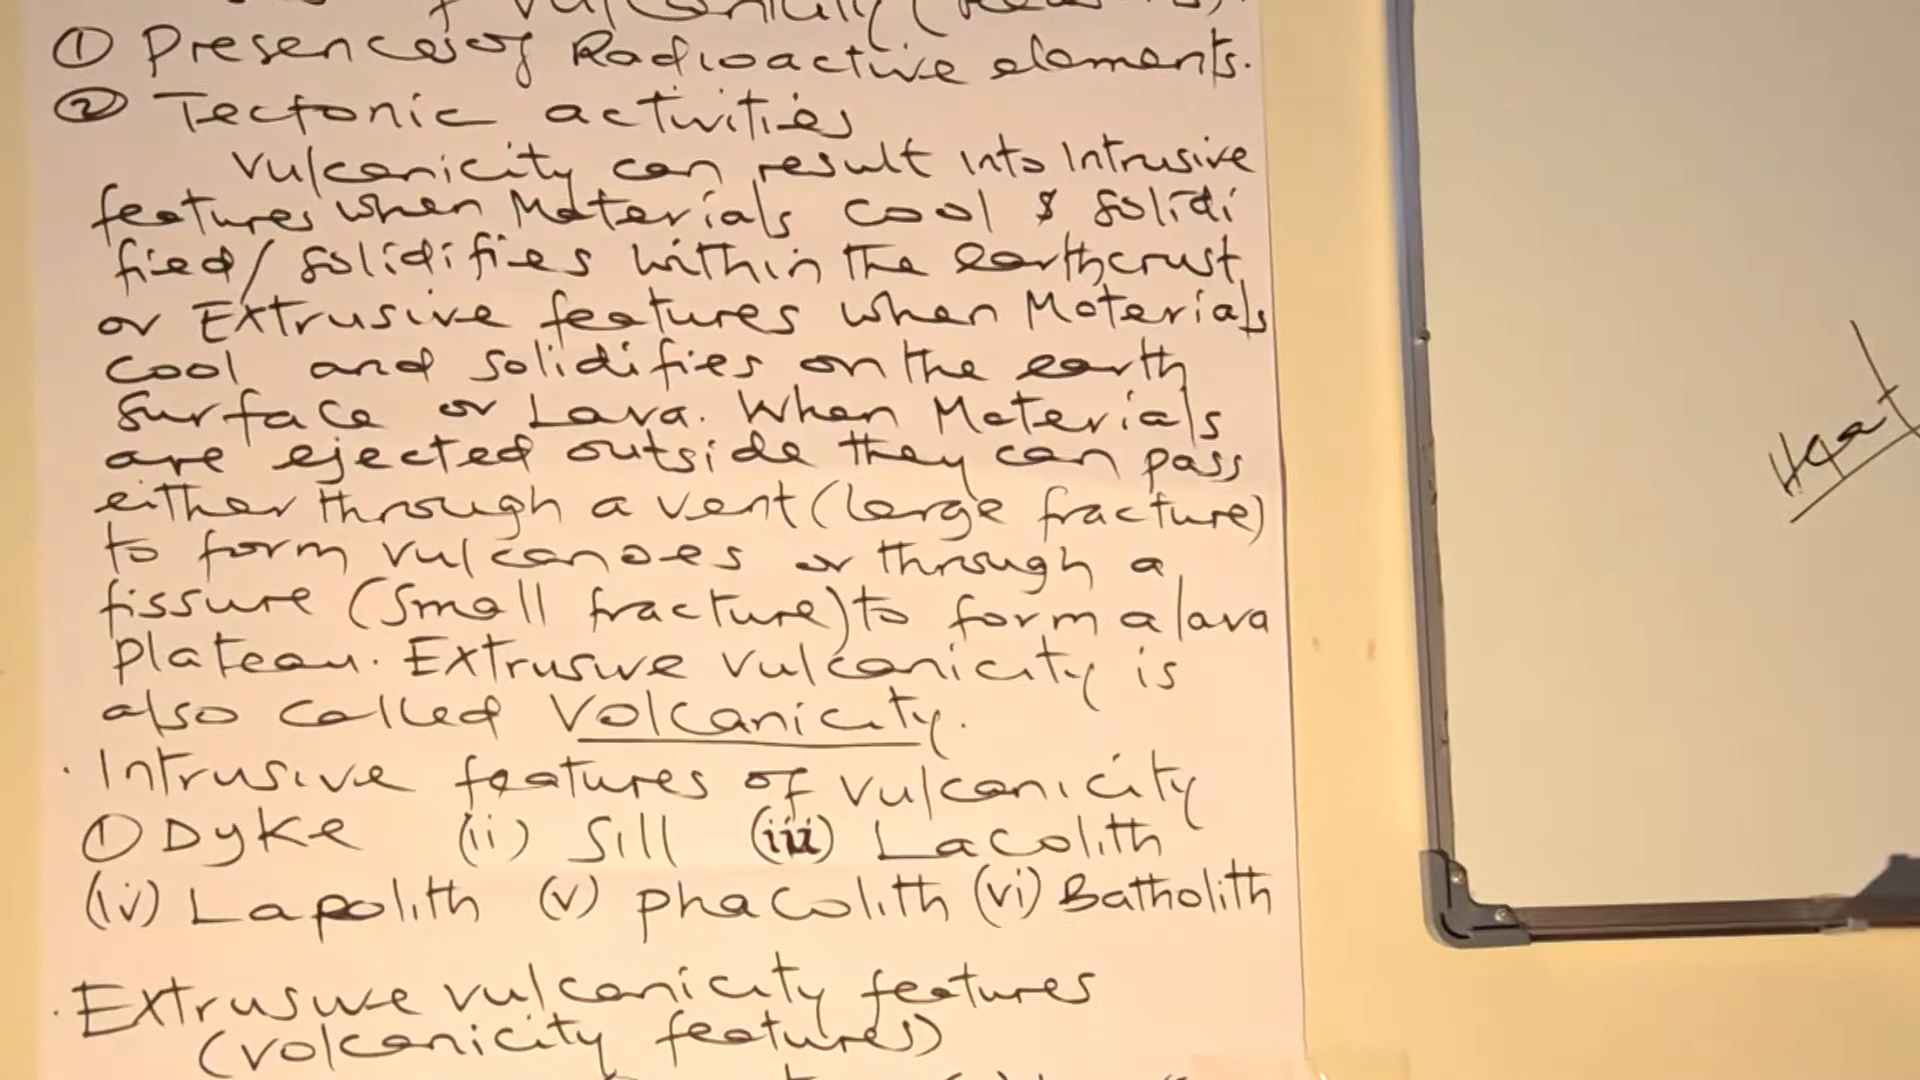 of vulcanicity (
① Presences of Radioactive elements.
② Tectonic activities
Vulcanicity can result into Intrusive
features when Materials cool & solidi
fied/solidifies within the earthcrust
or Extrusive features when Materials
cool and solidifies on the earth
surface or Lava. When Materials
are ejected outside they can pass
either through a vent (large fracture)
to form vulcanoes or through a
fissure (small fracture) to form a lava
plateau. Extrusive vulcanicity is
also called Volcanicity.
· Intrusive features of vulcanicity
① Dyke (ii) Sill (iii) Lacolith
(iv) Lapolith (v) phacolith (vi) Batholith
· Extrusive vulcanicity features
(volcanicity features)